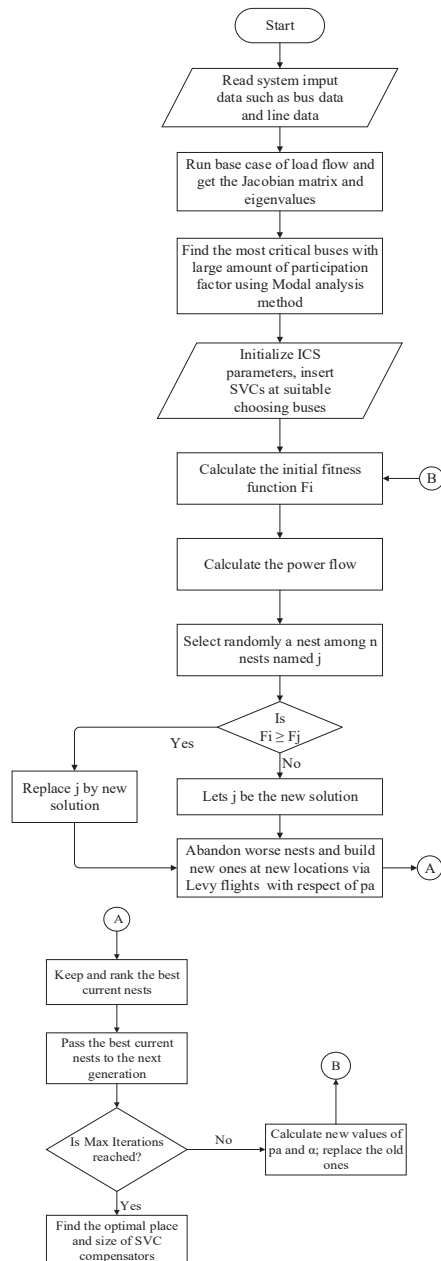 Start
Read system imput
data such as bus data
and line data
Run base case of load flow and
get the Jacobian matrix and
eigenvalues
Find the most critical buses with
large amount of participation
factor using Modal analysis
method
Initialize ICS
parameters, insert
SVCs at suitable
choosing buses
Calculate the initial fitness
function Fi
B
Calculate the power flow
Select randomly a nest among n
nests named j
Is
Fi ≥ Fj
Yes
No
Replace j by new
solution
Lets j be the new solution
Abandon worse nests and build
new ones at new locations via
Levy flights with respect of pa
A
A
Keep and rank the best
current nests
Pass the best current
nests to the next
generation
B
Is Max Iterations
reached?
No
Calculate new values of
pa and α; replace the old
ones
Yes
Find the optimal place
and size of SVC
compensators